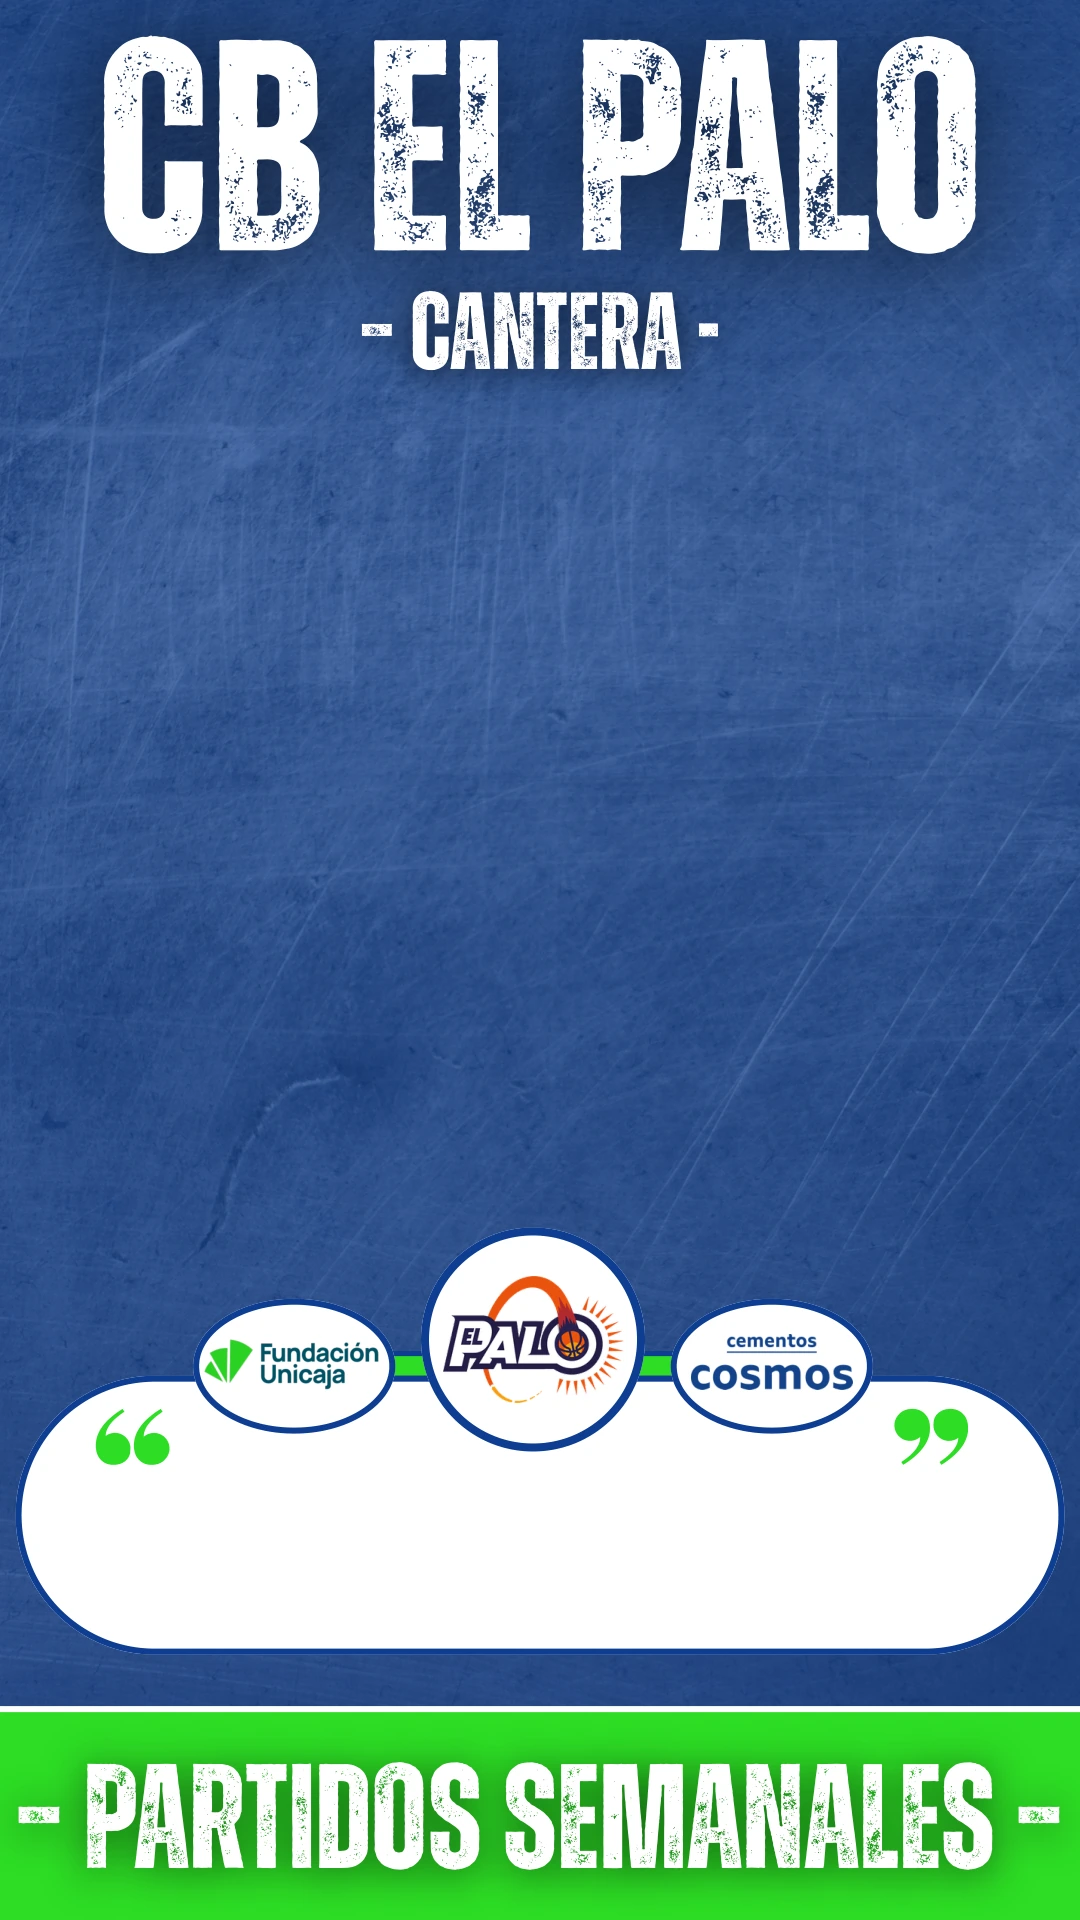 CB EL PALO
- CANTERA -
EL PALO
Fundación Unicaja
cementos
cosmos
“ ”
- PARTIDOS SEMANALES -